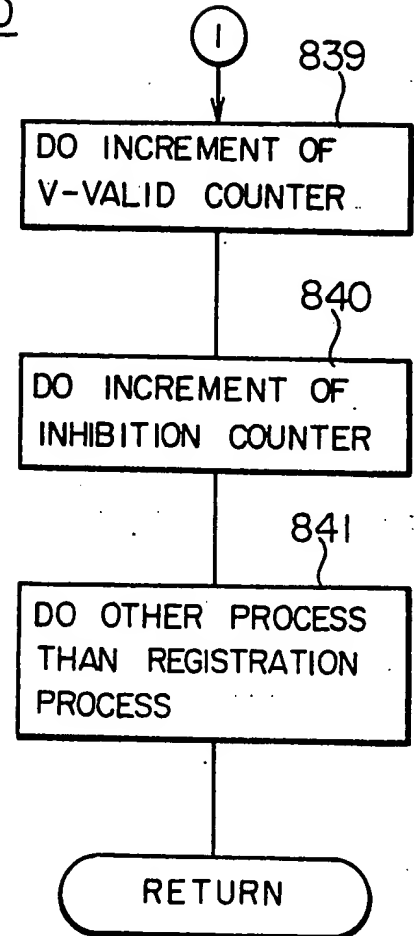 1
839
DO INCREMENT OF
V-VALID COUNTER
840
DO INCREMENT OF
INHIBITION COUNTER
841
DO OTHER PROCESS
THAN REGISTRATION
PROCESS
RETURN